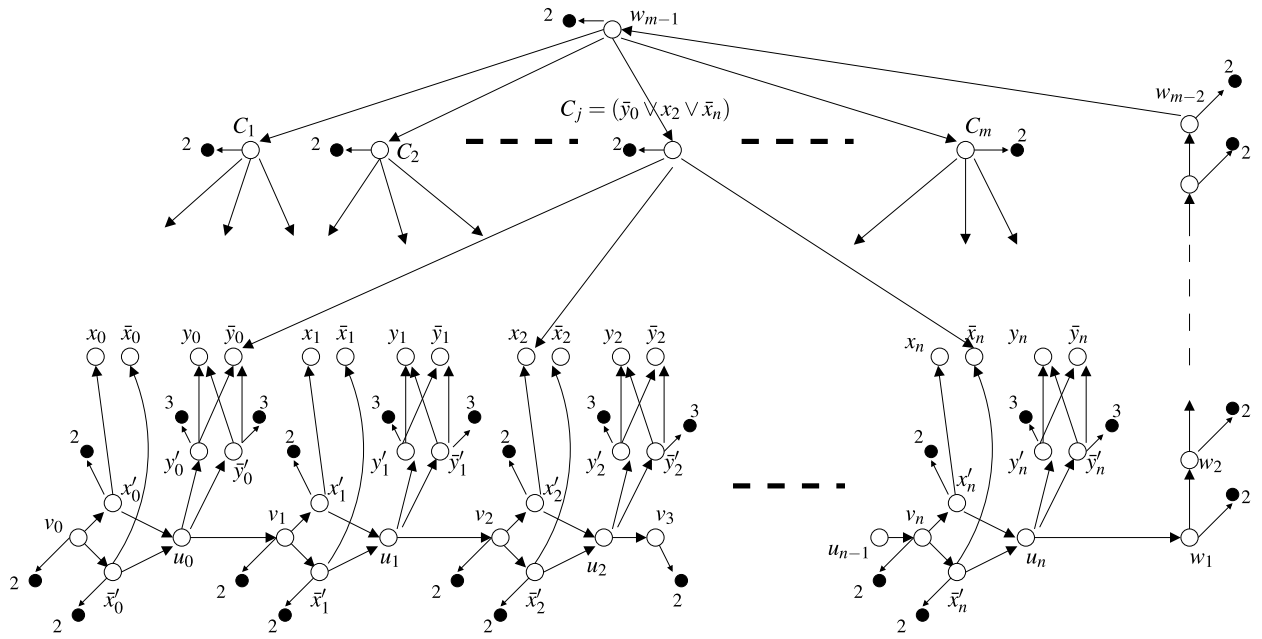 2 w_{m−1}
2
w_{m−2}
C_j = (ȳ_0 ∨ x_2 ∨ x̄_n)
C_1 C_m
2 2 C_2 2 2 2
x_0 x̄_0 y_0 ȳ_0 x_1 x̄_1 y_1 ȳ_1 x_2 x̄_2 y_2 ȳ_2 x_n x̄_n y_n ȳ_n
3 3 3 3 3 3 3 3 2
2 2 2 2
y′_0 ȳ′_0 y′_1 ȳ′_1 y′_2 ȳ′_2 y′_n ȳ′_n w_2
x′_0 x′_1 x′_2 x′_n 2
v_0 v_1 v_2 v_3 v_n
u_0 u_1 u_2 u_{n−1} u_n w_1
2 2 2 2 2
x̄′_0 x̄′_1 x̄′_2 x̄′_n
2 2 2 2